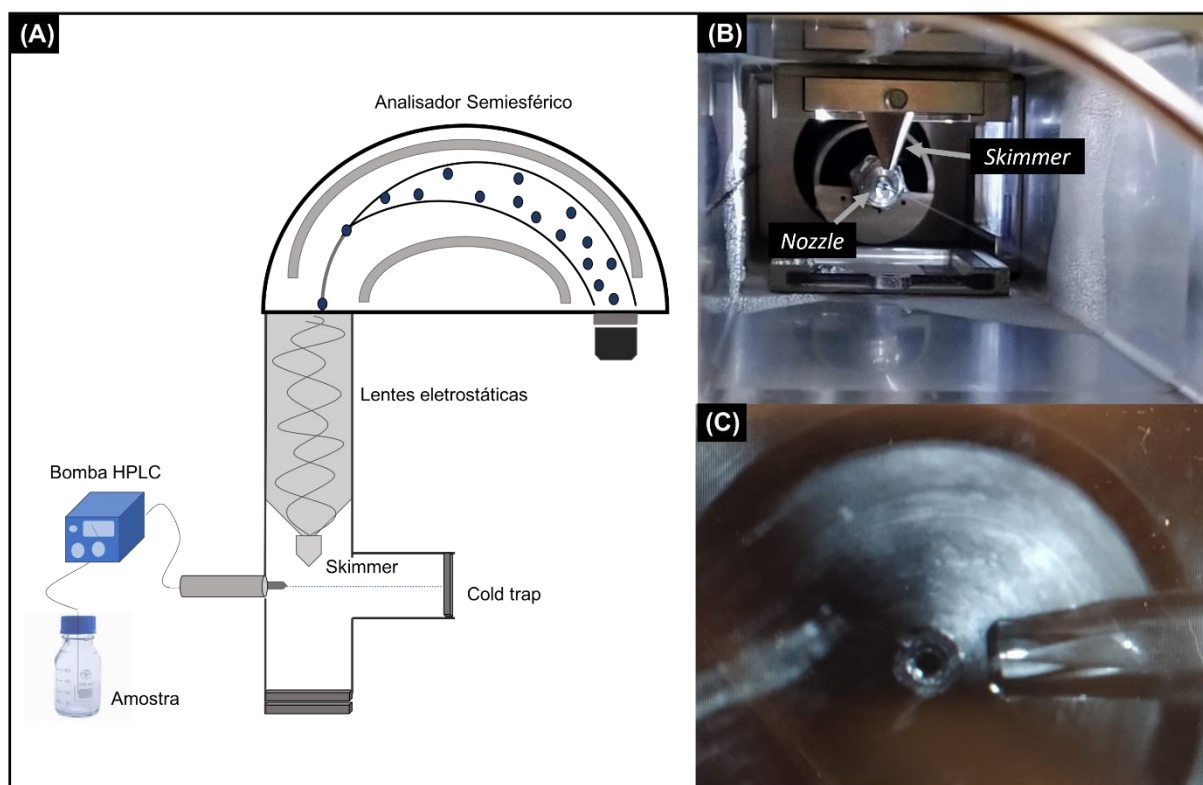 (A)
Analisador Semiesférico
Lentes eletrostáticas
Bomba HPLC
Skimmer
Cold trap
Amostra
(B)
Skimmer
Nozzle
(C)